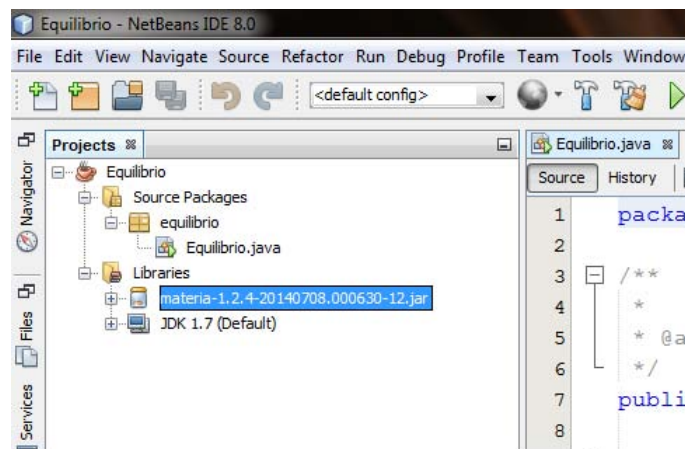 Equilibrio - NetBeans IDE 8.0
File Edit View Navigate Source Refactor Run Debug Profile Team Tools Window
<default config>
Projects
Equilibrio
Source Packages
equilibrio
Equilibrio.java
Libraries
materia-1.2.4-20140708.000630-12.jar
JDK 1.7 (Default)
Navigator
Files
Services
Equilibrio.java
Source History
1 packa
2
3 /**
4 *
5 * @a
6 */
7 publi
8